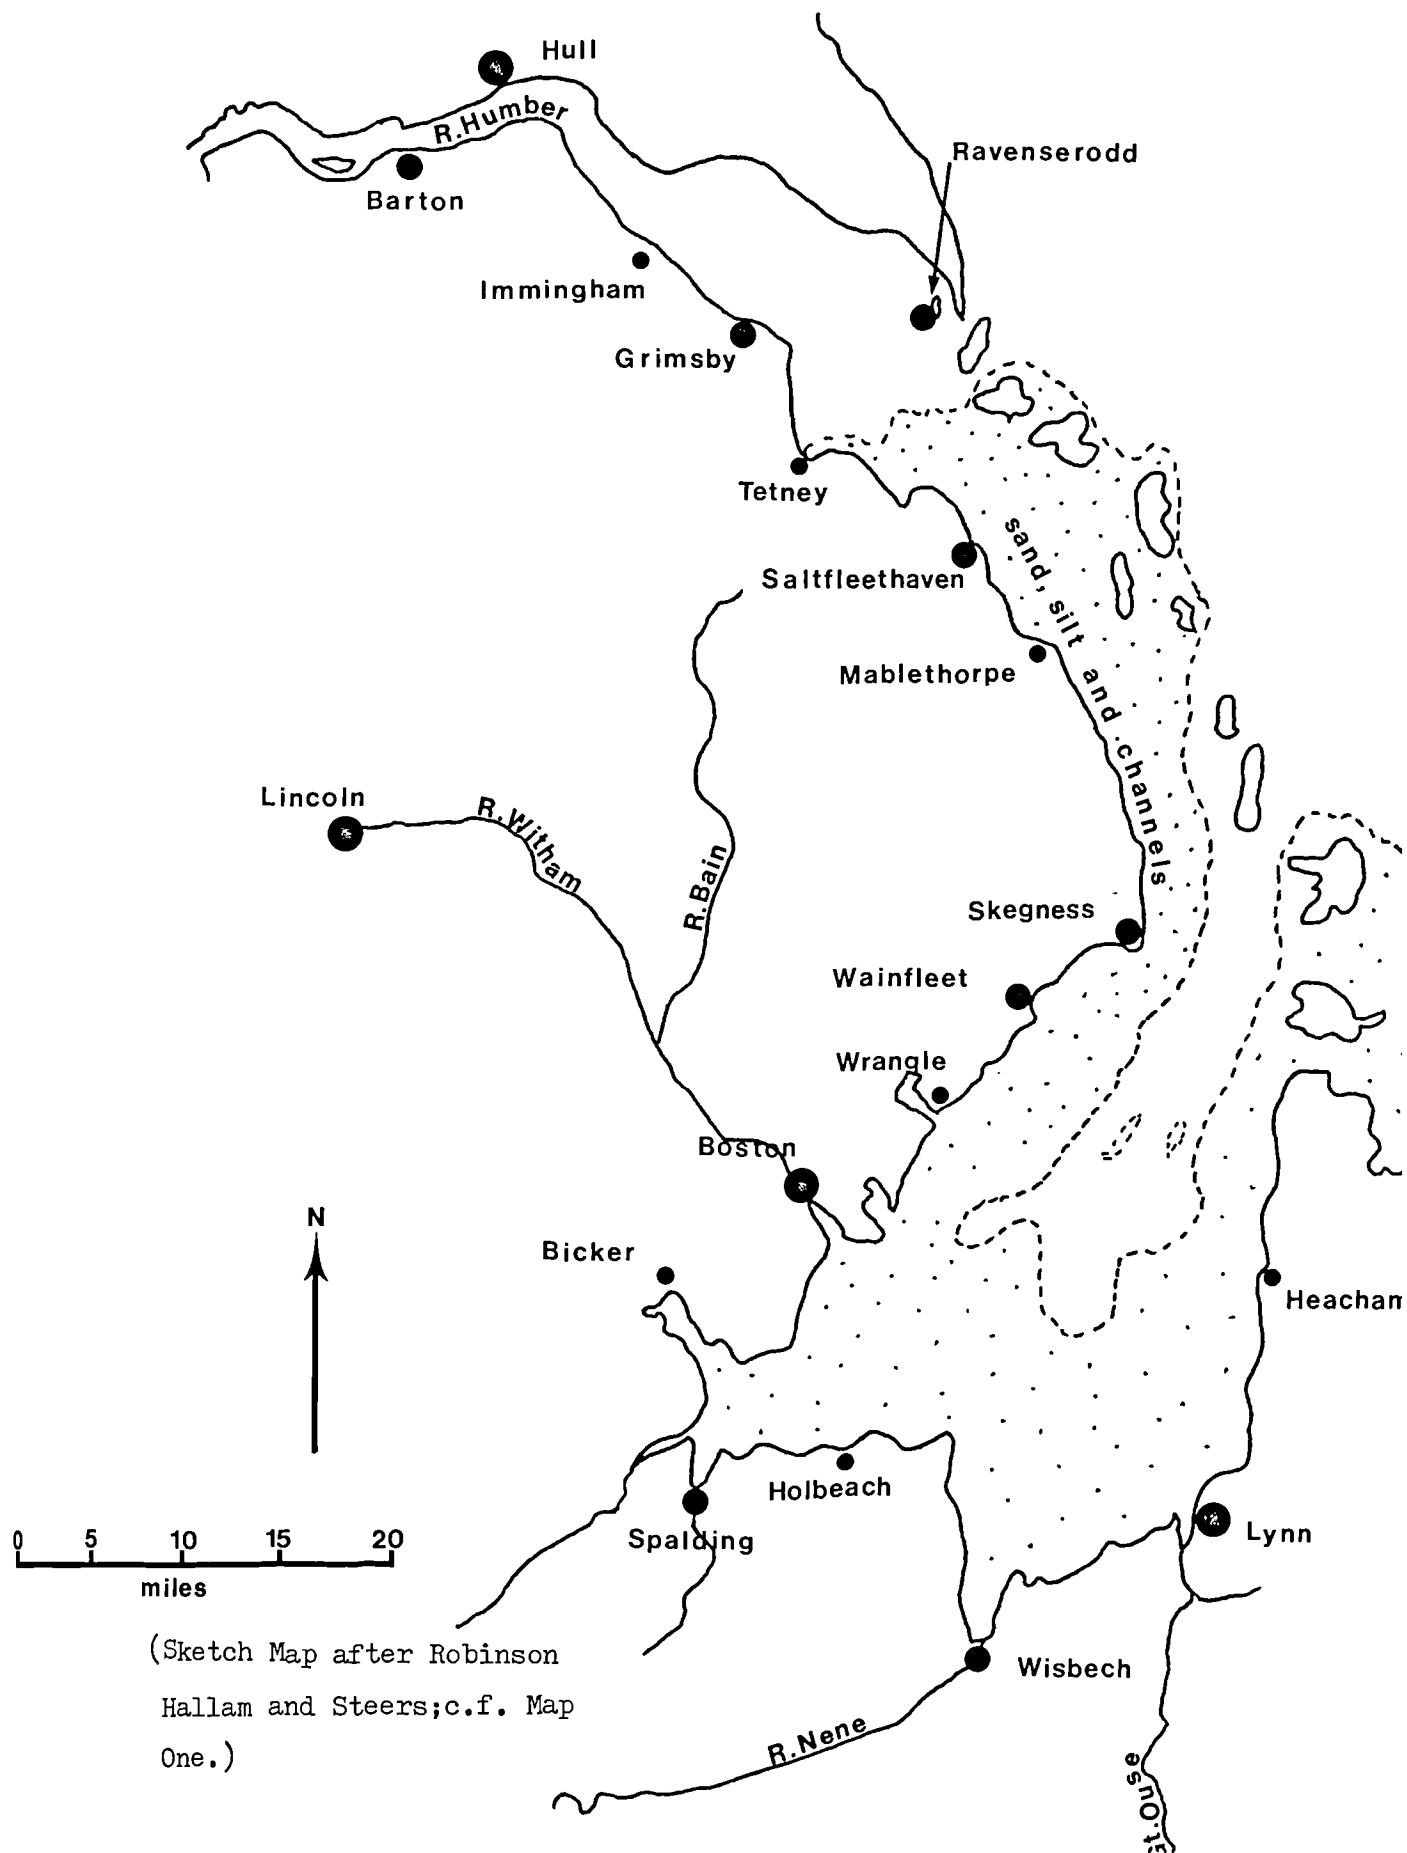 Hull
R.Humber
Ravenserodd
Barton
Immingham
Grimsby
Tetney
sand, silt and channels
Saltfleethaven
Mablethorpe
Lincoln
R.Witham
R.Bain
Skegness
Wainfleet
Wrangle
Boston
N
Bicker
Heacham
Holbeach
Spalding
Lynn
0 5 10 15 20
miles
Wisbech
(Sketch Map after Robinson
Hallam and Steers;c.f. Map
One.)
R.Nene
t.Ouse